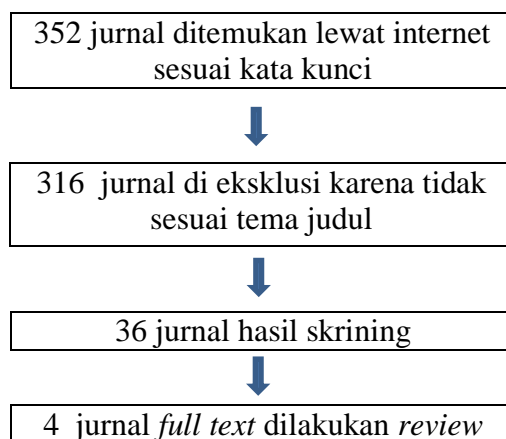 352 jurnal ditemukan lewat internet
sesuai kata kunci
316 jurnal di eksklusi karena tidak
sesuai tema judul
36 jurnal hasil skrining
4 jurnal full text dilakukan review